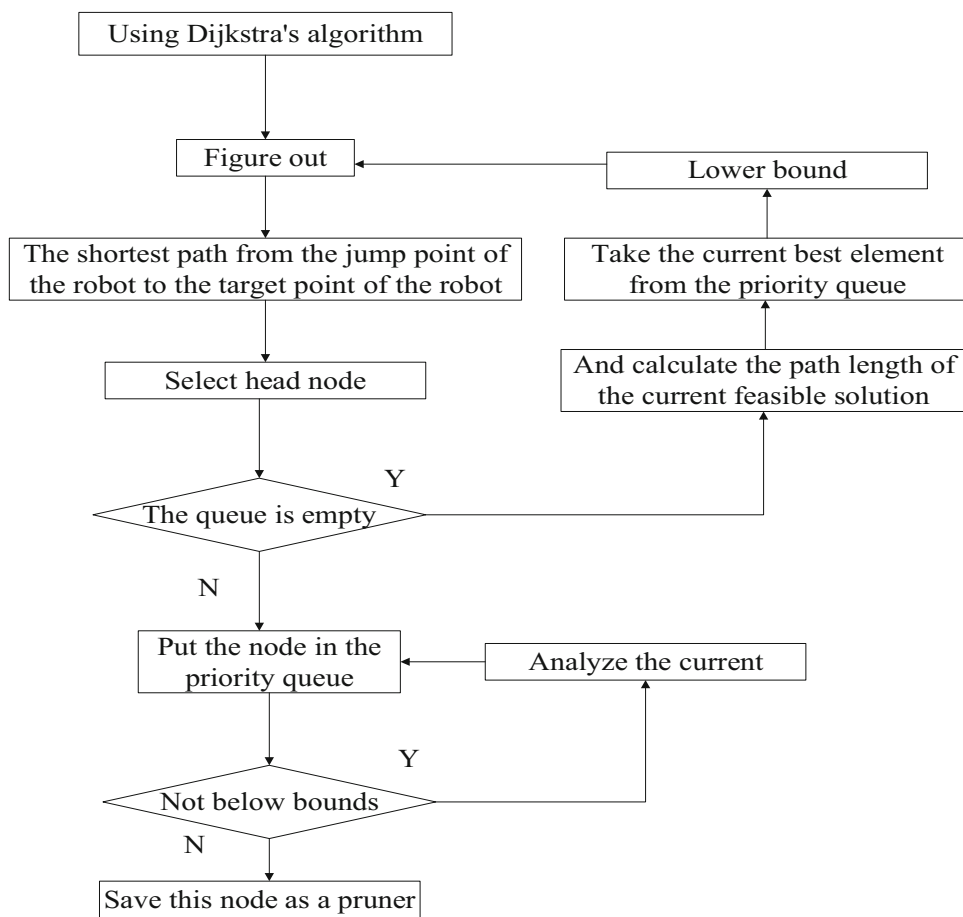 Using Dijkstra's algorithm
Figure out
Lower bound
The shortest path from the jump point of
the robot to the target point of the robot
Take the current best element
from the priority queue
Select head node
And calculate the path length of
the current feasible solution
Y
The queue is empty
N
Put the node in the
priority queue
Analyze the current
Y
Not below bounds
N
Save this node as a pruner